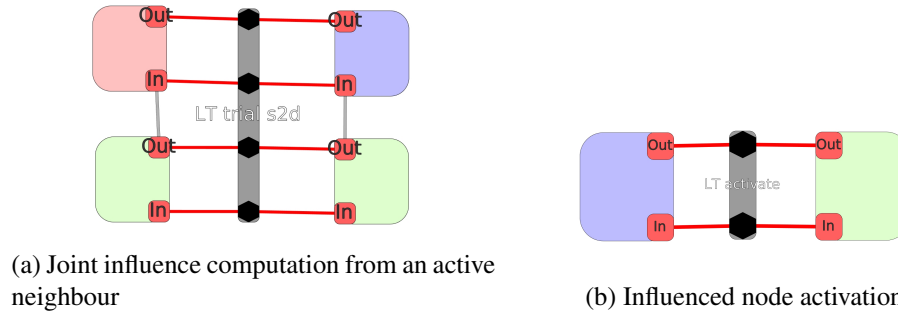 Out
Out
In
In
LT trial s2d
Out
Out
In
In
(a) Joint influence computation from an active
neighbour
Out
Out
LT activate
In
In
(b) Influenced node activation